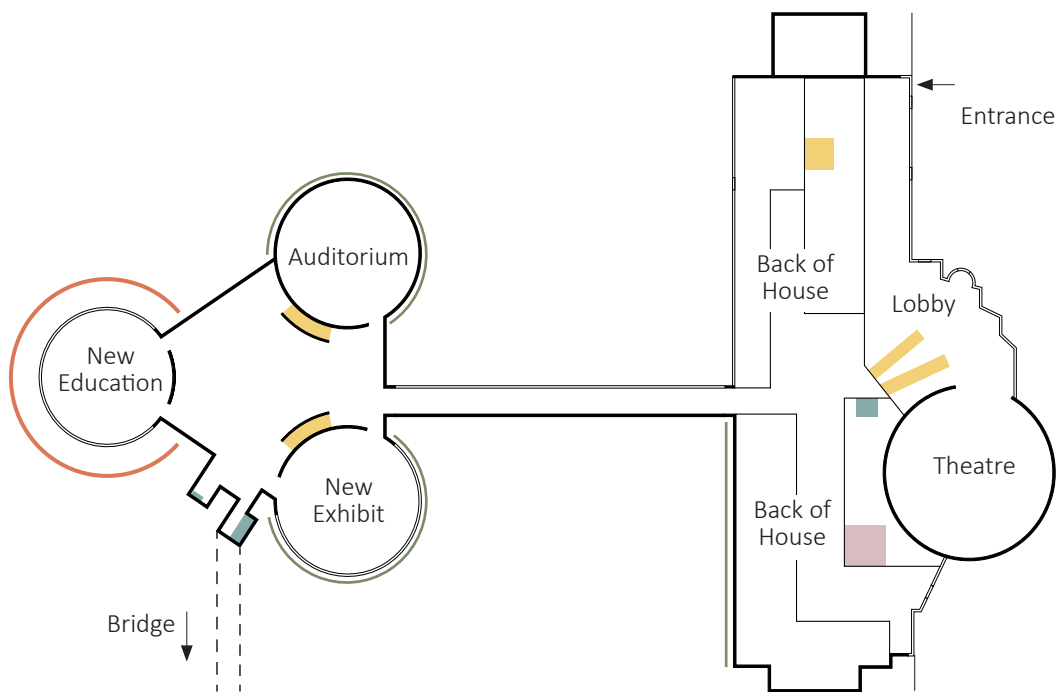 Entrance
Auditorium
Back of
House
Lobby
New
Education
Theatre
New
Exhibit
Back of
House
Bridge